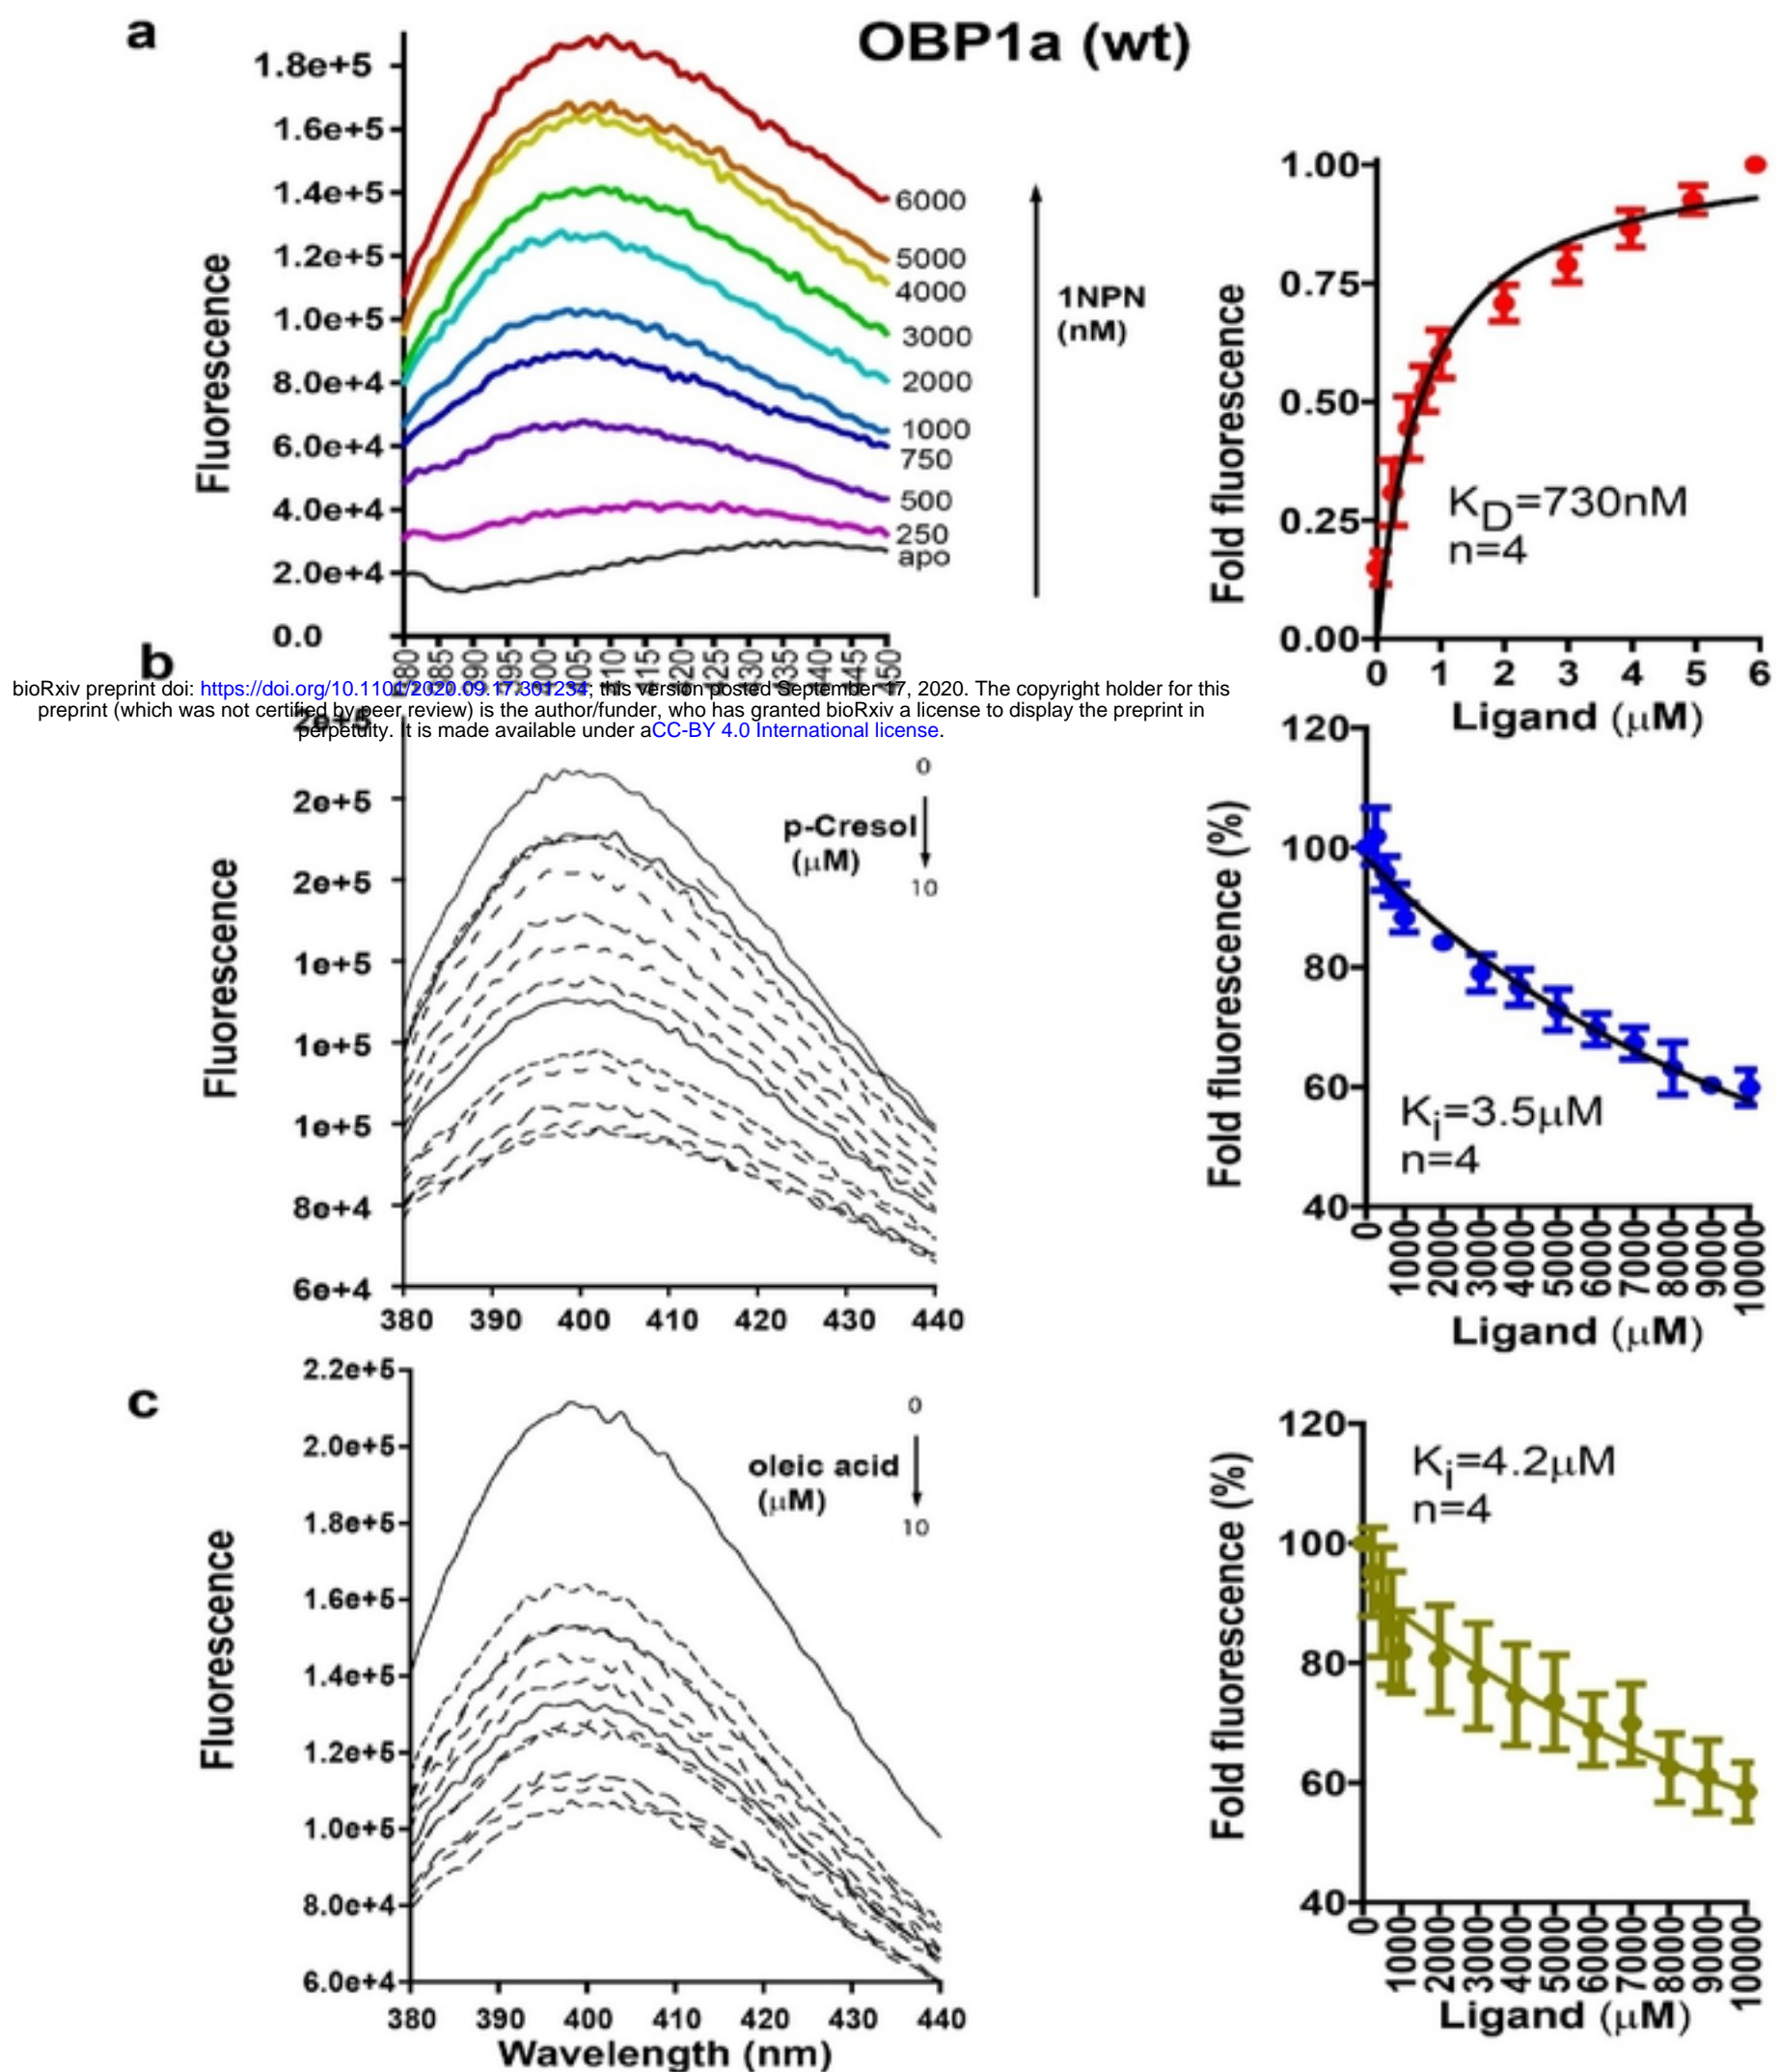 a
OBP1a (wt)
Fluorescence
1.8e+5
1.6e+5
1.4e+5
1.2e+5
1.0e+5
8.0e+4
6.0e+4
4.0e+4
2.0e+4
0.0
6000
5000
4000
3000
2000
1000
750
500
250
apo
1NPN
(nM)
Fold fluorescence
1.00
0.75
0.50
0.25
0.00
KD=730nM
n=4
0 1 2 3 4 5 6
Ligand (μM)
b
bioRxiv preprint doi: https://doi.org/10.1101/2020.09.17.301234; this version posted September 17, 2020. The copyright holder for this
preprint (which was not certified by peer review) is the author/funder, who has granted bioRxiv a license to display the preprint in
perpetuity. It is made available under aCC-BY 4.0 International license.
Fluorescence
2e+5
2e+5
2e+5
1e+5
1e+5
1e+5
8e+4
6e+4
0
p-Cresol
(μM)
10
380 390 400 410 420 430 440
Fold fluorescence (%)
120
100
80
60
40
Ki=3.5μM
n=4
0 1000 2000 3000 4000 5000 6000 7000 8000 9000 10000
Ligand (μM)
c
Fluorescence
2.2e+5
2.0e+5
1.8e+5
1.6e+5
1.4e+5
1.2e+5
1.0e+5
8.0e+4
6.0e+4
0
oleic acid
(μM)
10
380 390 400 410 420 430 440
Wavelength (nm)
Fold fluorescence (%)
120
100
80
60
40
Ki=4.2μM
n=4
0 1000 2000 3000 4000 5000 6000 7000 8000 9000 10000
Ligand (μM)